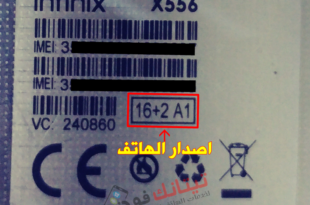 Infinix X556
IMEI: 3
IMEI: 3
VC: 240860
16+2 A1
اصدار الهاتف
CE